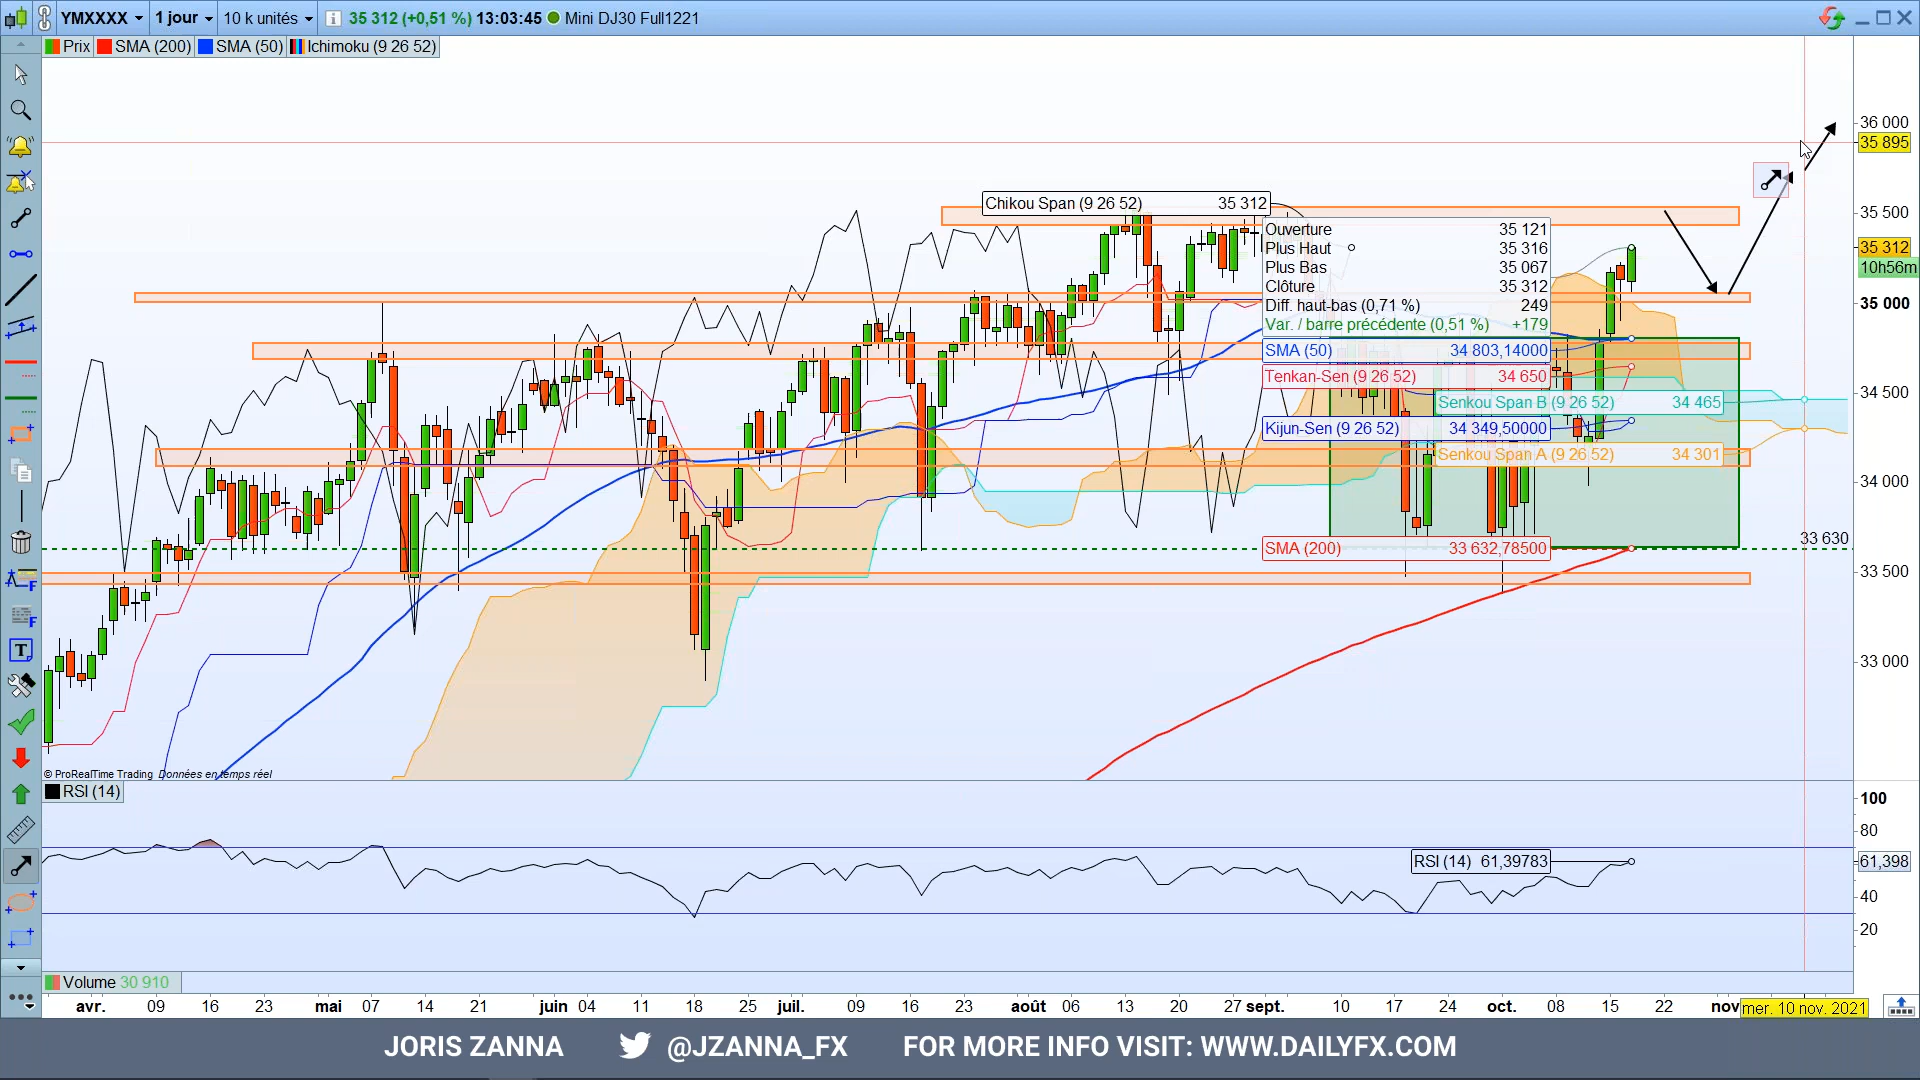 YMXXXX 1 jour 10 k unités 35 312 (+0,51 %) 13:03:45 Mini DJ30 Full1221
Prix SMA (200) SMA (50) Ichimoku (9 26 52)
36 000
35 895
Chikou Span (9 26 52) 35 312
35 500
Ouverture 35 121
Plus Haut 35 316
35 312
Plus Bas 35 067
10h56m
Clôture 35 312
Diff. haut-bas (0,71 %) 249
35 000
Var. / barre précédente (0,51 %) +179
SMA (50) 34 803,14000
Tenkan-Sen (9 26 52) 34 650
34 500
Senkou Span B (9 26 52) 34 465
Kijun-Sen (9 26 52) 34 349,50000
Senkou Span A (9 26 52) 34 301
34 000
33 630
SMA (200) 33 632,78500
33 500
33 000
© ProRealTime Trading Données en temps réel
RSI (14)
100
80
RSI (14) 61,39783
61,398
40
20
Volume 30 910
avr. 09 16 23 mai 07 14 21 juin 04 11 18 25 juil. 09 16 23 août 06 13 20 27 sept. 10 17 24 oct. 08 15 22 nov mer. 10 nov. 2021
JORIS ZANNA @JZANNA_FX FOR MORE INFO VISIT: WWW.DAILYFX.COM